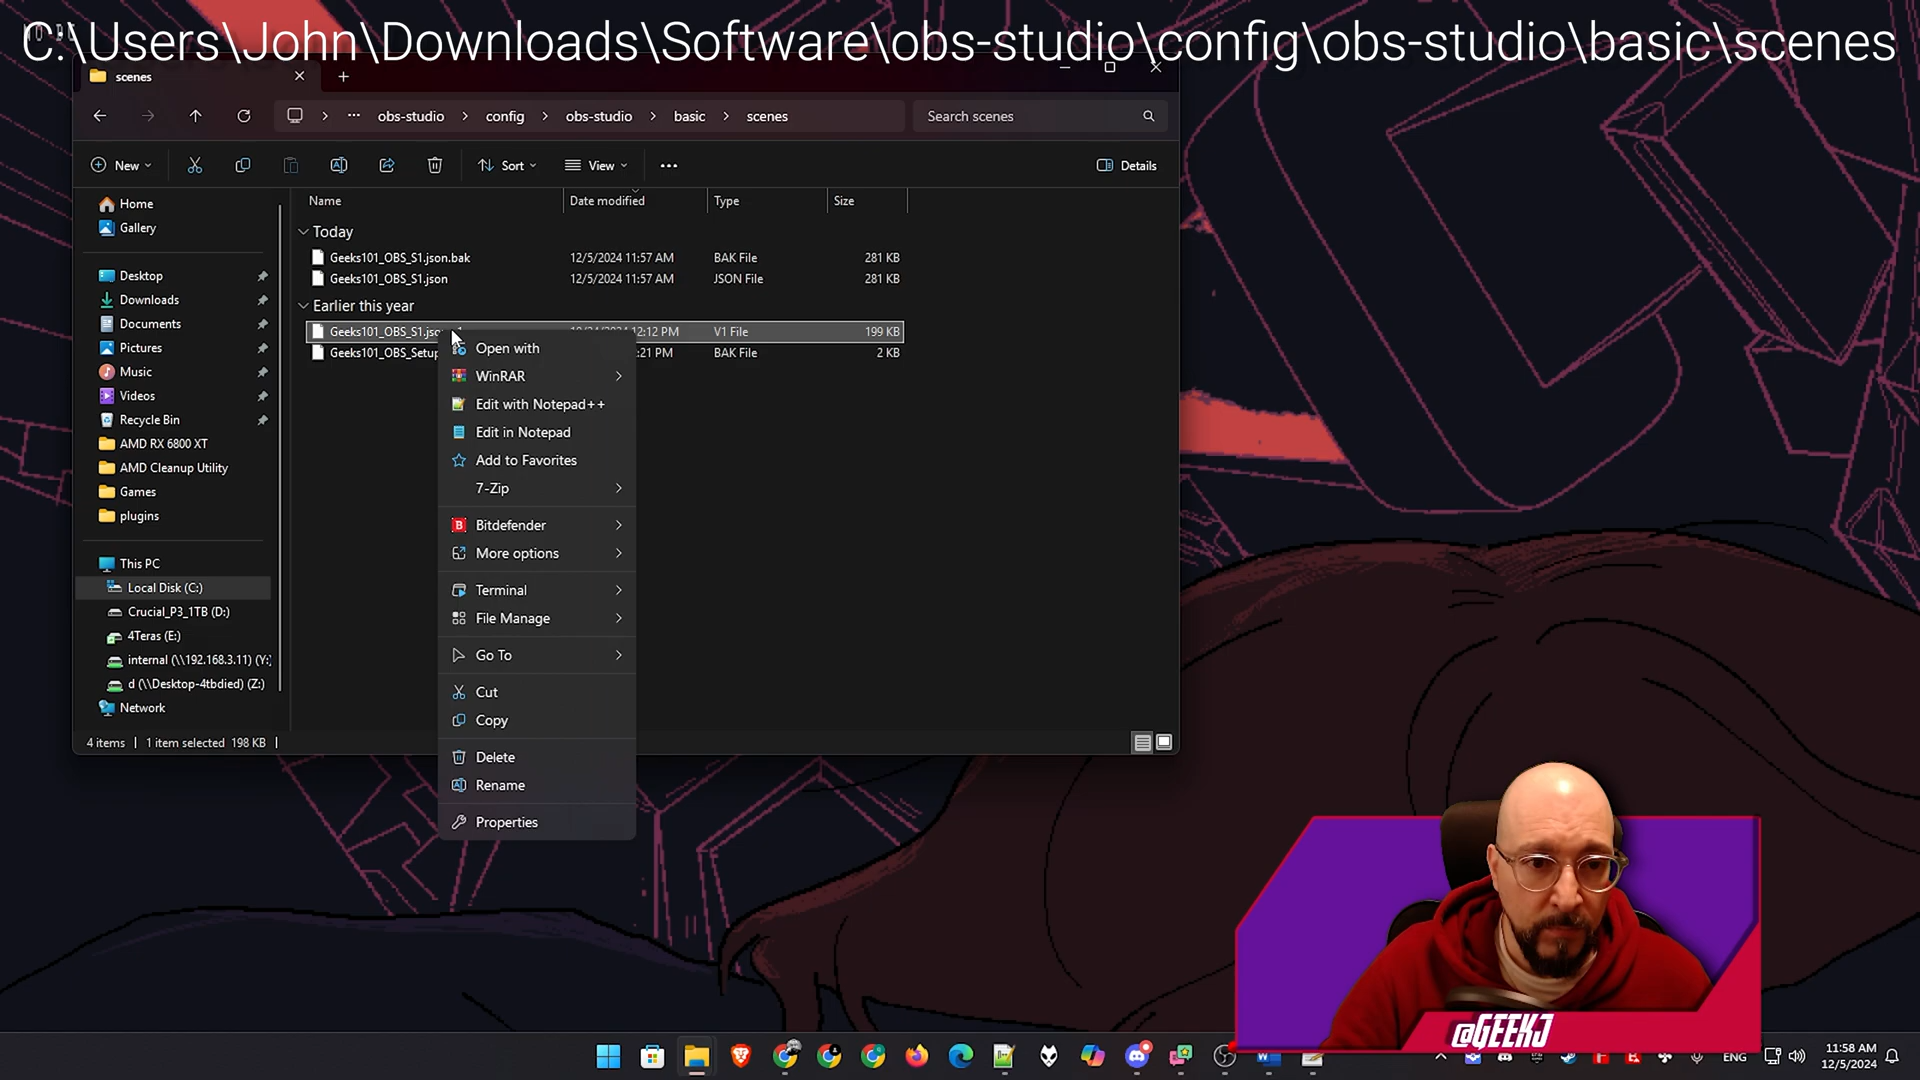 C:\Users\John\Downloads\Software\obs-studio\config\obs-studio\basic\scenes
scenes
obs-studio
config
obs-studio
basic
scenes
Search scenes
New
Sort
View
Details
Name
Date modified
Type
Size
Home
Gallery
Desktop
Downloads
Documents
Pictures
Music
Videos
Recycle Bin
AMD RX 6800 XT
AMD Cleanup Utility
Games
plugins
This PC
Local Disk (C:)
Crucial_P3_1TB (D:)
4Teras (E:)
internal (\\192.168.3.11) (Y:)
d (\\Desktop-4tbdied) (Z:)
Network
Today
Geeks101_OBS_S1.json.bak 12/5/2024 11:57 AM BAK File 281 KB
Geeks101_OBS_S1.json 12/5/2024 11:57 AM JSON File 281 KB
Earlier this year
12:12 PM V1 File 199 KB
Geeks101_OBS_Setup :21 PM BAK File 2 KB
Open with
WinRAR
Edit with Notepad++
Edit in Notepad
Add to Favorites
7-Zip
Bitdefender
More options
Terminal
File Manage
Go To
Cut
Copy
Delete
Rename
Properties
4 items
1 item selected 198 KB
@GEEKJ
ENG
11:58 AM
12/5/2024